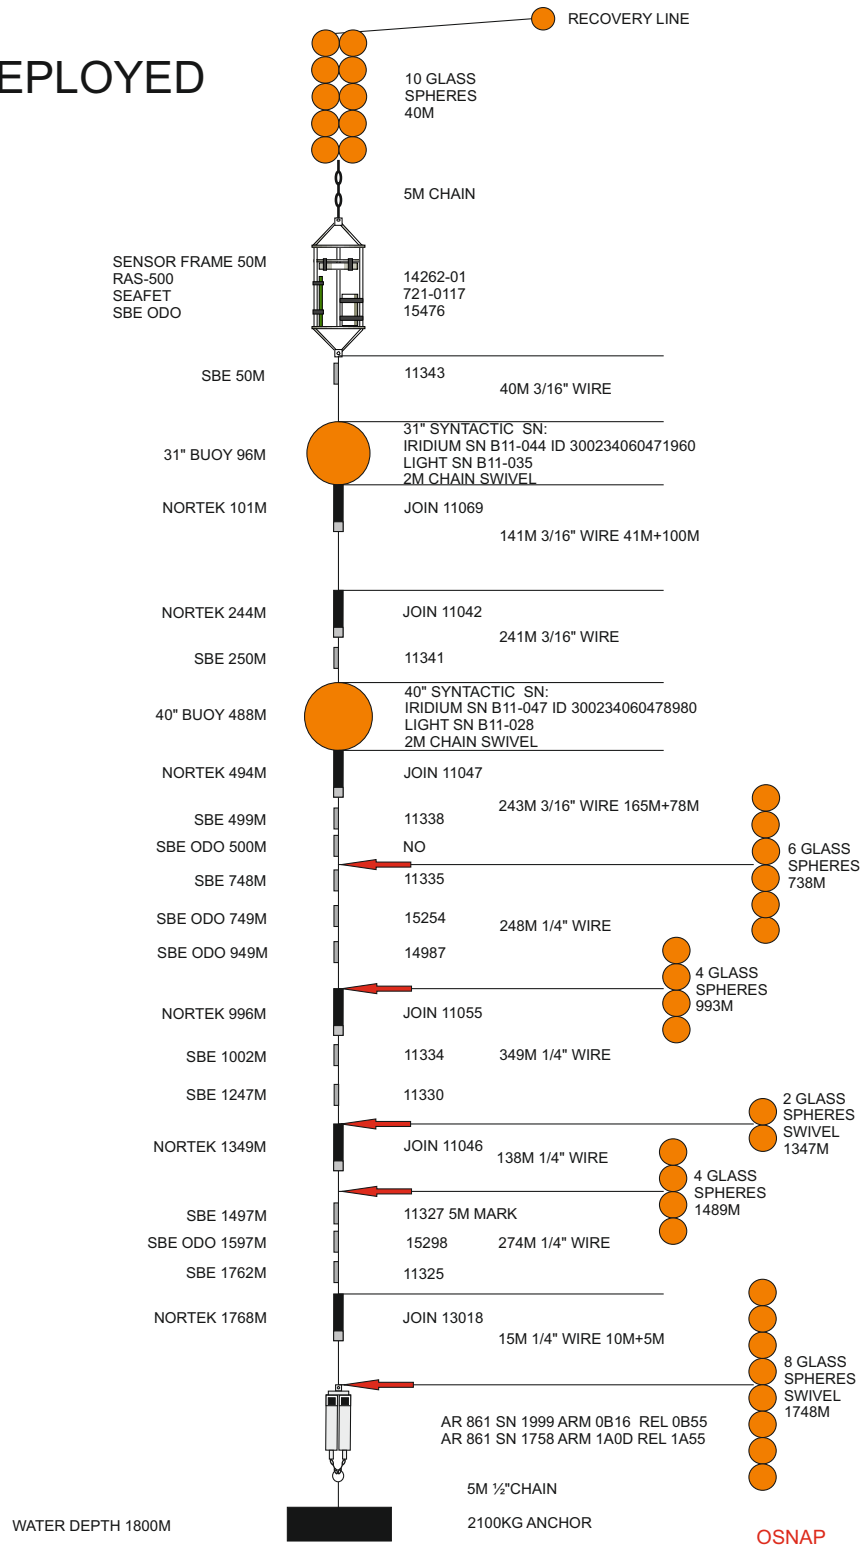 RECOVERY LINE
EPLOYED
10 GLASS
SPHERES
40M
5M CHAIN
SENSOR FRAME 50M
RAS-500
SEAFET
SBE ODO
14262-01
721-0117
15476
SBE 50M
11343
40M 3/16" WIRE
31" BUOY 96M
31" SYNTACTIC SN:
IRIDIUM SN B11-044 ID 300234060471960
LIGHT SN B11-035
2M CHAIN SWIVEL
NORTEK 101M
JOIN 11069
141M 3/16" WIRE 41M+100M
NORTEK 244M
JOIN 11042
241M 3/16" WIRE
SBE 250M
11341
40" BUOY 488M
40" SYNTACTIC SN:
IRIDIUM SN B11-047 ID 300234060478980
LIGHT SN B11-028
2M CHAIN SWIVEL
NORTEK 494M
JOIN 11047
243M 3/16" WIRE 165M+78M
SBE 499M
11338
SBE ODO 500M
NO
6 GLASS
SPHERES
738M
SBE 748M
11335
SBE ODO 749M
15254
248M 1/4" WIRE
SBE ODO 949M
14987
4 GLASS
SPHERES
993M
NORTEK 996M
JOIN 11055
SBE 1002M
11334
349M 1/4" WIRE
SBE 1247M
11330
2 GLASS
SPHERES
SWIVEL
1347M
NORTEK 1349M
JOIN 11046
138M 1/4" WIRE
4 GLASS
SPHERES
1489M
SBE 1497M
11327 5M MARK
SBE ODO 1597M
15298
274M 1/4" WIRE
SBE 1762M
11325
NORTEK 1768M
JOIN 13018
15M 1/4" WIRE 10M+5M
8 GLASS
SPHERES
SWIVEL
1748M
AR 861 SN 1999 ARM 0B16 REL 0B55
AR 861 SN 1758 ARM 1A0D REL 1A55
5M ½"CHAIN
WATER DEPTH 1800M
2100KG ANCHOR
OSNAP